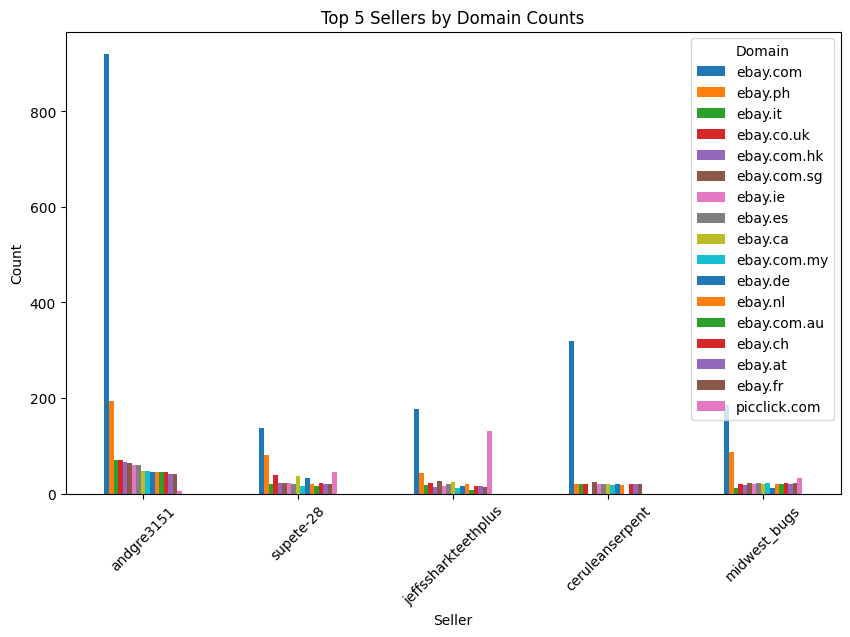 Top 5 Sellers by Domain Counts
Count
800
600
400
200
0
Domain
ebay.com
ebay.ph
ebay.it
ebay.co.uk
ebay.com.hk
ebay.com.sg
ebay.ie
ebay.es
ebay.ca
ebay.com.my
ebay.de
ebay.nl
ebay.com.au
ebay.ch
ebay.at
ebay.fr
picclick.com
andgre3151
supete-28
jeffssharkteethplus
ceruleanserpent
midwest_bugs
Seller